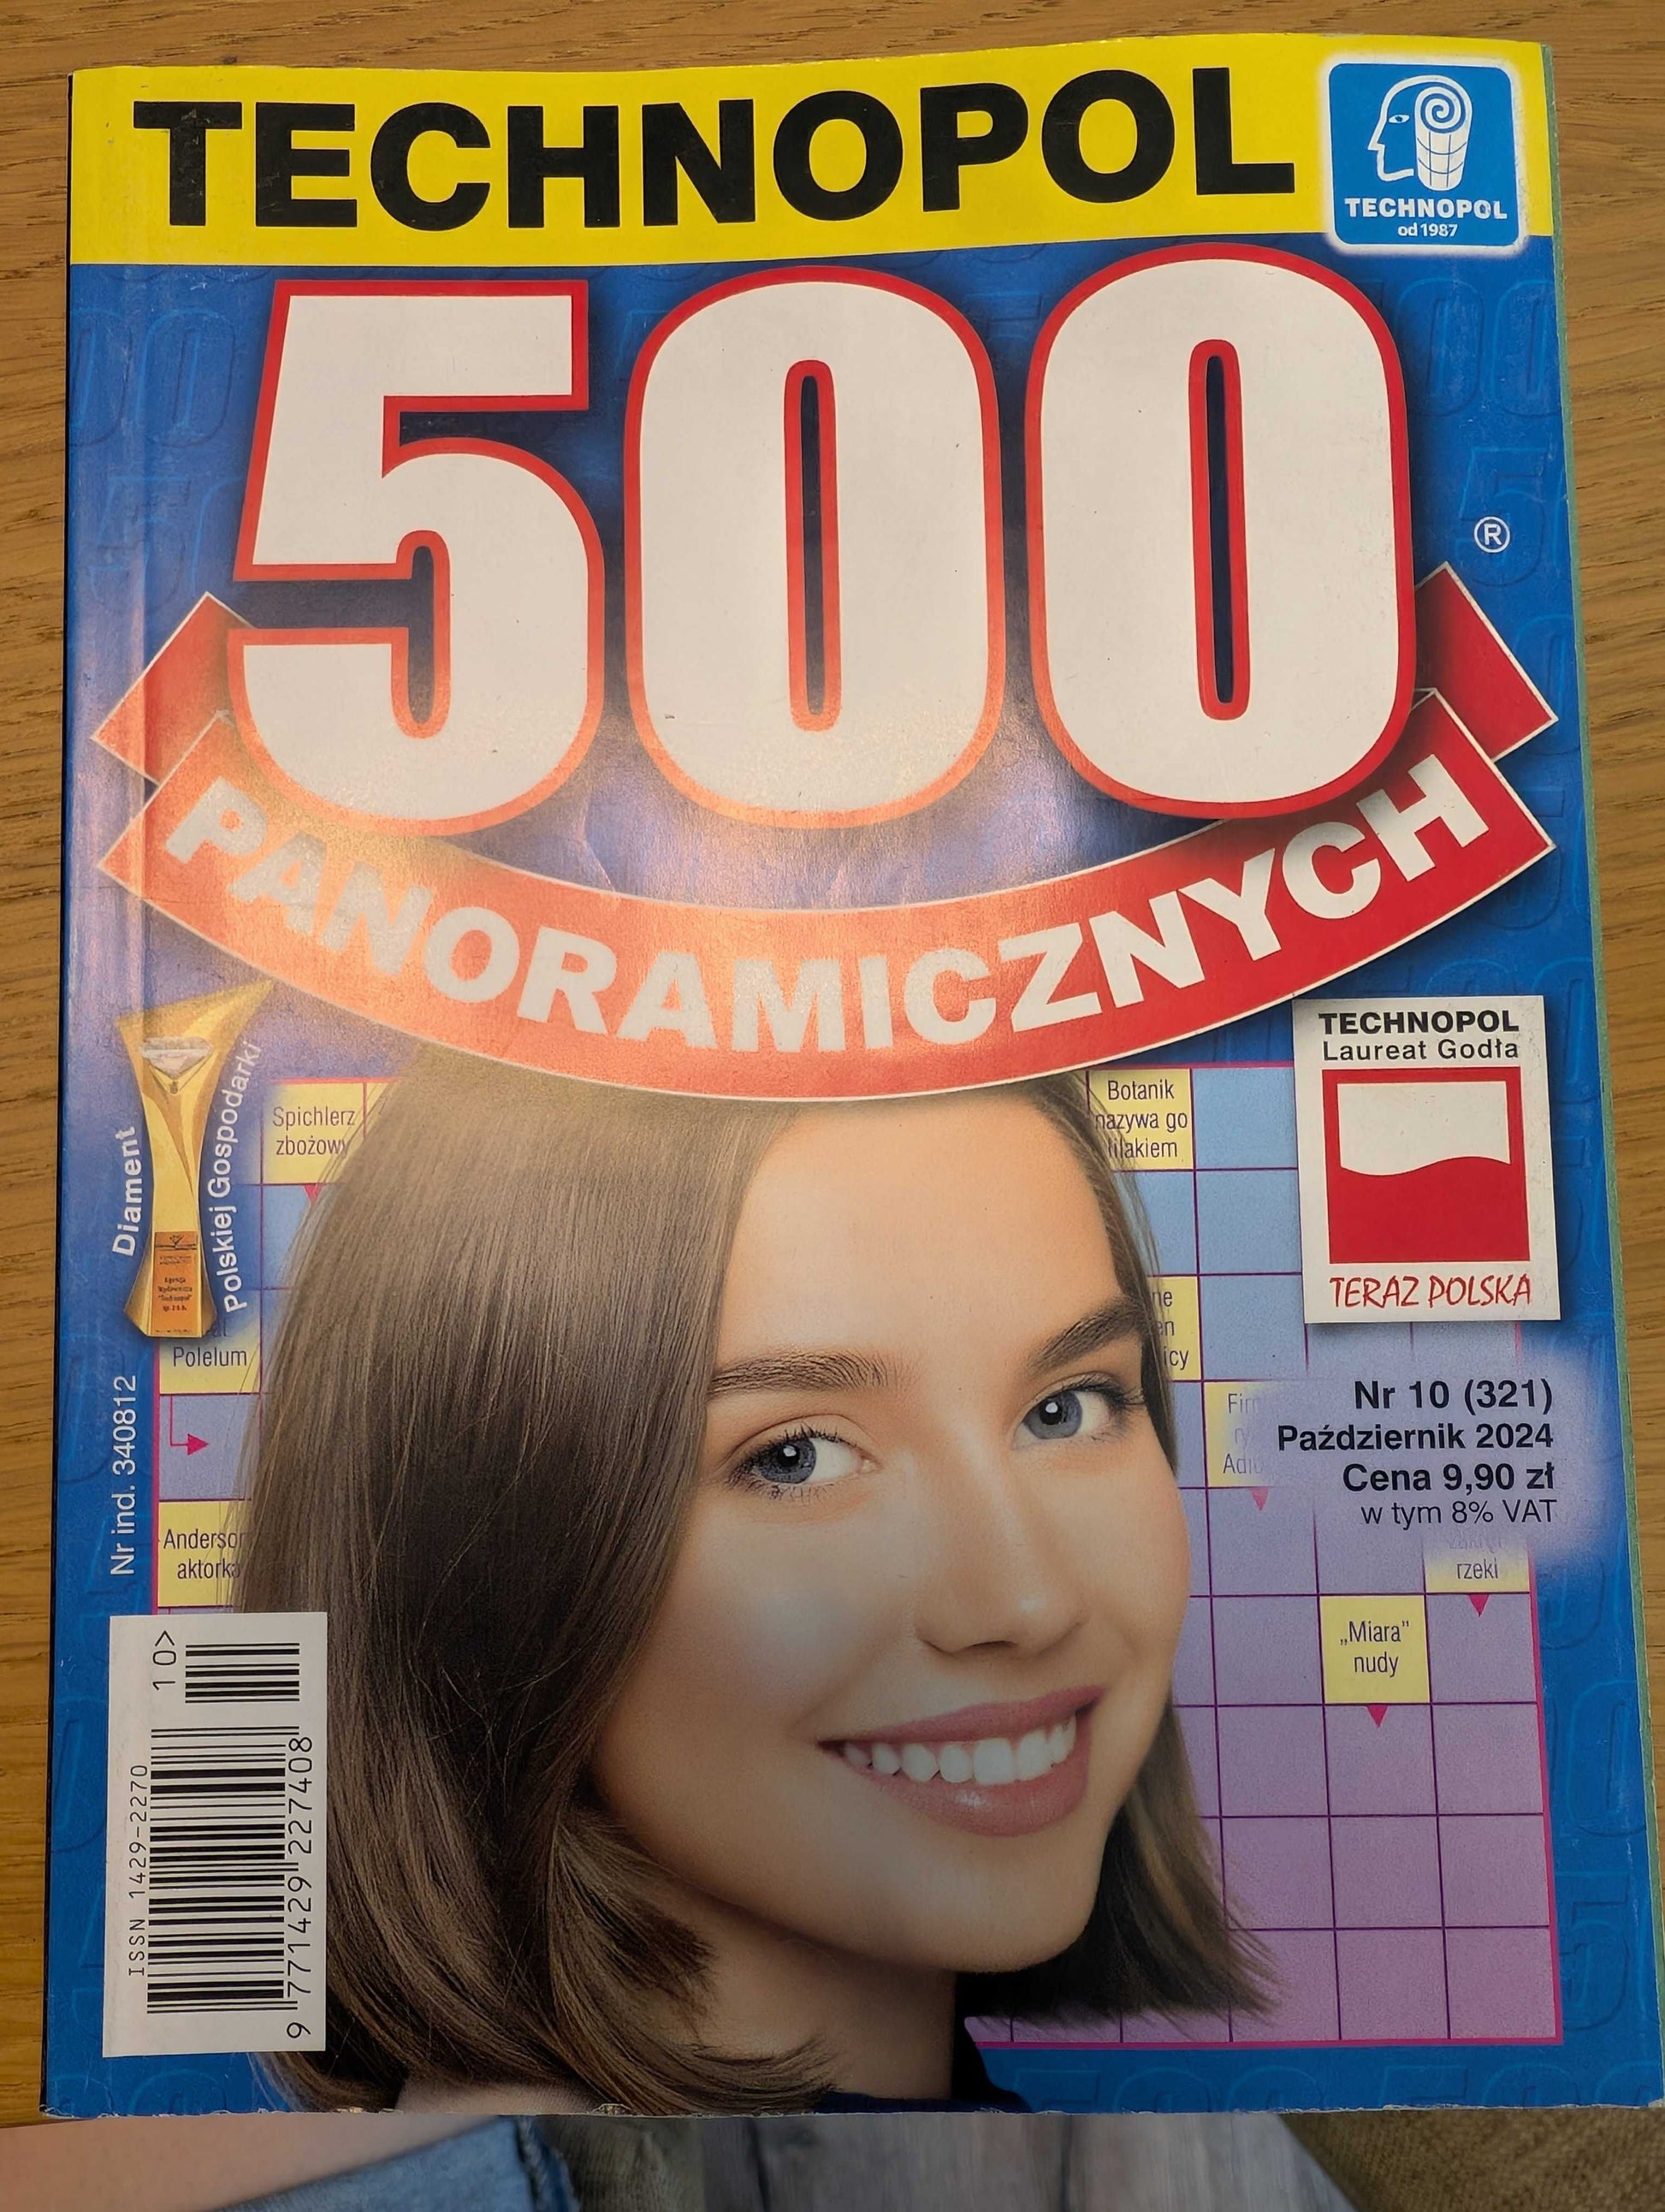 TECHNOPOL
TECHNOPOL
od 1987
500
®
PANORAMICZNYCH
TECHNOPOL
Laureat Godła
TERAZ POLSKA
Diament
Polskiej Gospodarki
Spichlerz
zbożowy
Botanik
nazywa go
lilakiem
Polelum
Nr ind. 340812
Nr 10 (321)
Październik 2024
Cena 9,90 zł
w tym 8% VAT
aktorka
rzeki
„Miara”
nudy
10>
ISSN 1429-2270
9 771429 227408